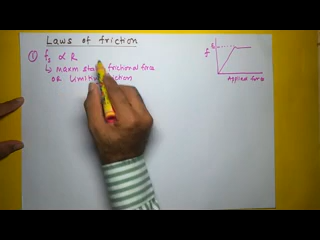 Laws of friction
① fs ∝ R
↳ maxm frictional force
OR friction
f
Applied force